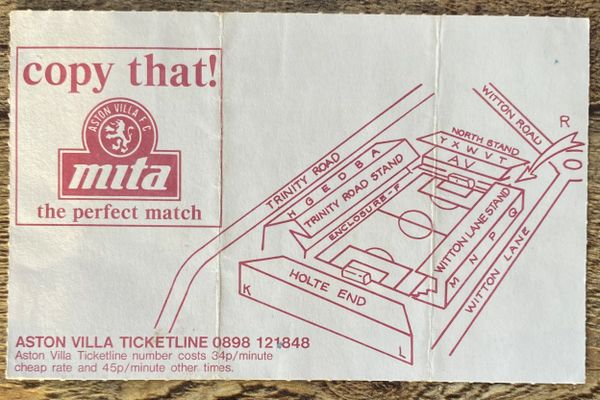 copy that!
ASTON VILLA F C
mita
the perfect match
WITTON ROAD
R
NORTH STAND
Y X W V T
A V
TRINITY ROAD
H G E D B A
TRINITY ROAD STAND
ENCLOSURE - F
WITTON LANE STAND
M N P Q
WITTON LANE
HOLTE END
K
L
ASTON VILLA TICKETLINE 0898 121848
Aston Villa Ticketline number costs 34p/minute
cheap rate and 45p/minute other times.